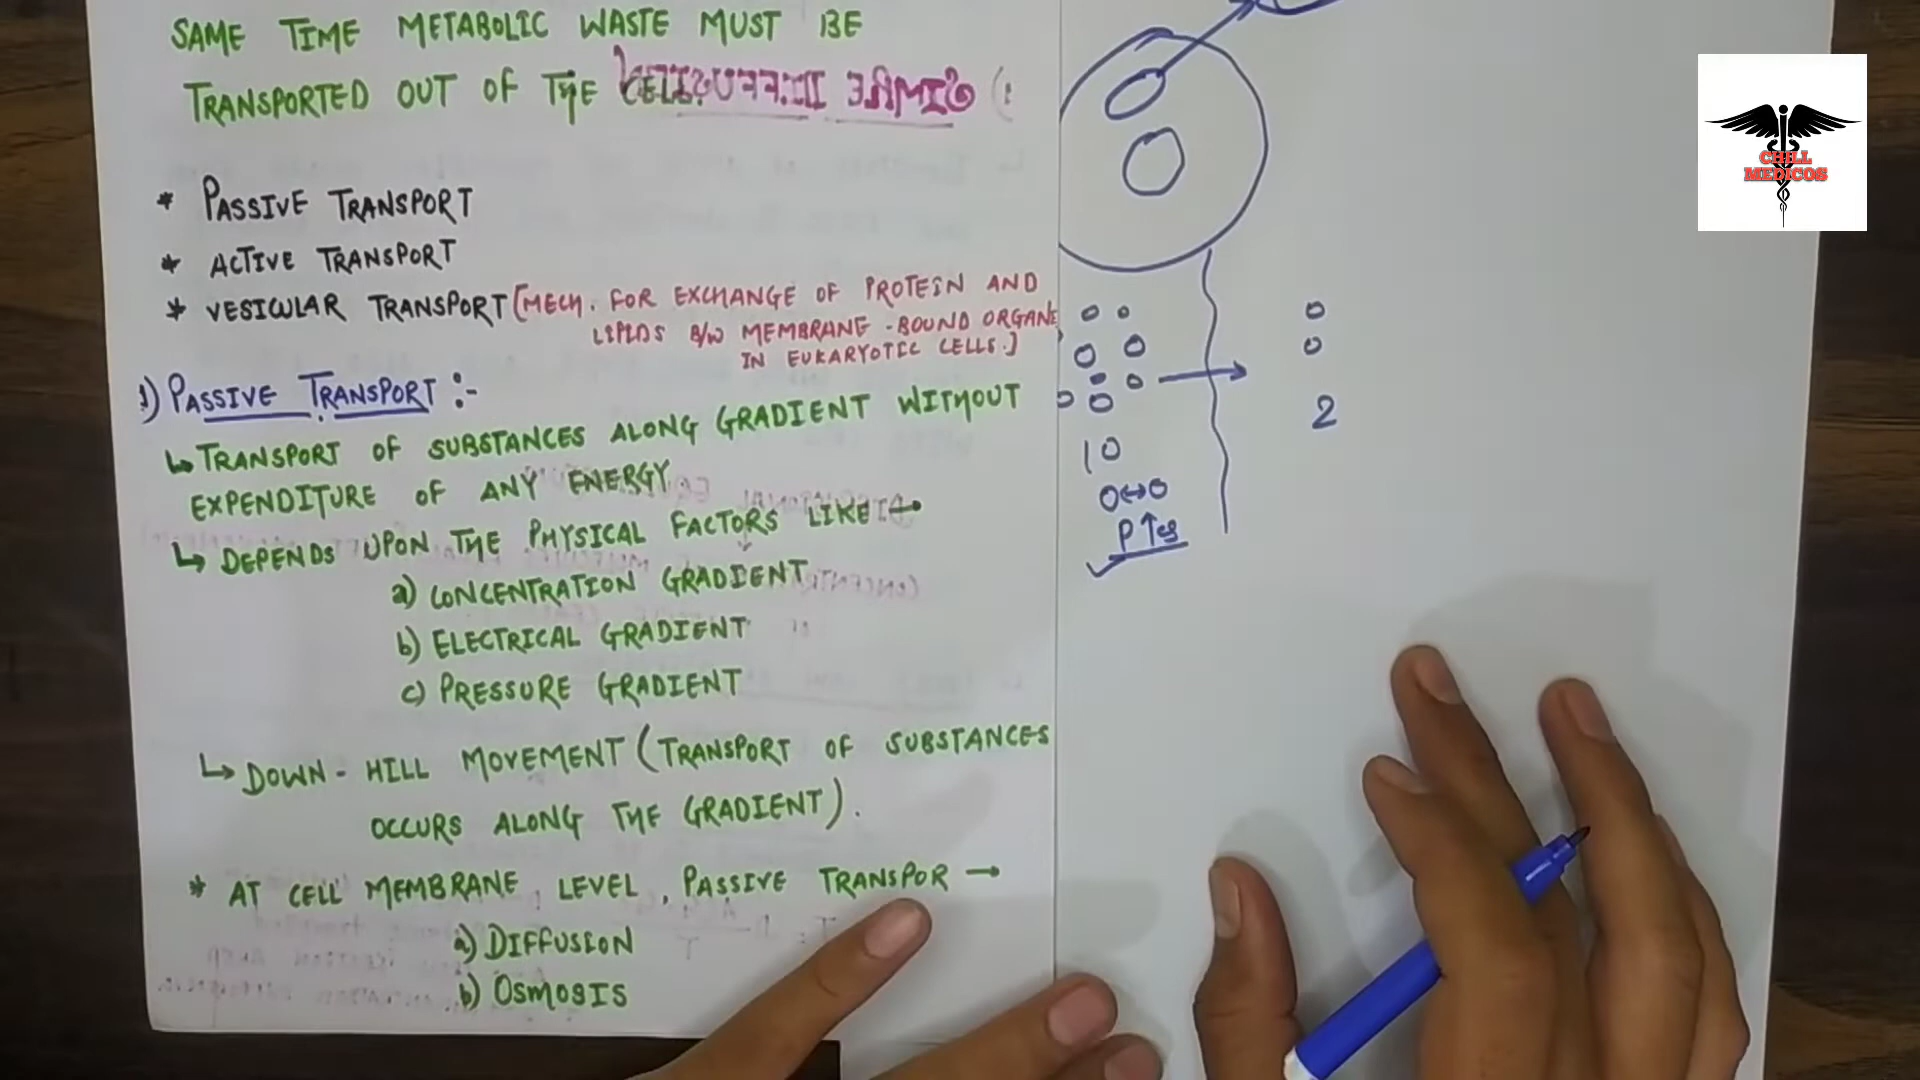 SAME TIME METABOLIC WASTE MUST BE
TRANSPORTED OUT OF THE CELL.
* PASSIVE TRANSPORT
* ACTIVE TRANSPORT
* VESICULAR TRANSPORT [MECH. FOR EXCHANGE OF PROTEIN AND
LIPIDS B/W MEMBRANE-BOUND ORGANE
IN EUKARYOTIC CELLS.]
1) PASSIVE TRANSPORT :-
↳ TRANSPORT OF SUBSTANCES ALONG GRADIENT WITHOUT
EXPENDITURE OF ANY ENERGY.
↳ DEPENDS UPON THE PHYSICAL FACTORS LIKE →
a) CONCENTRATION GRADIENT
b) ELECTRICAL GRADIENT
c) PRESSURE GRADIENT
↳ DOWN-HILL MOVEMENT (TRANSPORT OF SUBSTANCES
OCCURS ALONG THE GRADIENT).
* AT CELL MEMBRANE LEVEL, PASSIVE TRANSPOR →
a) DIFFUSION
b) OSMOSIS
10
2
P↑es
CHILL
MEDICOS